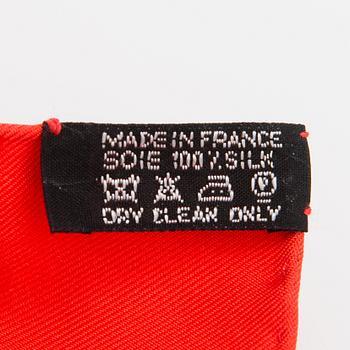 MADE IN FRANCE
SOIE 100% SILK
DRY CLEAN ONLY